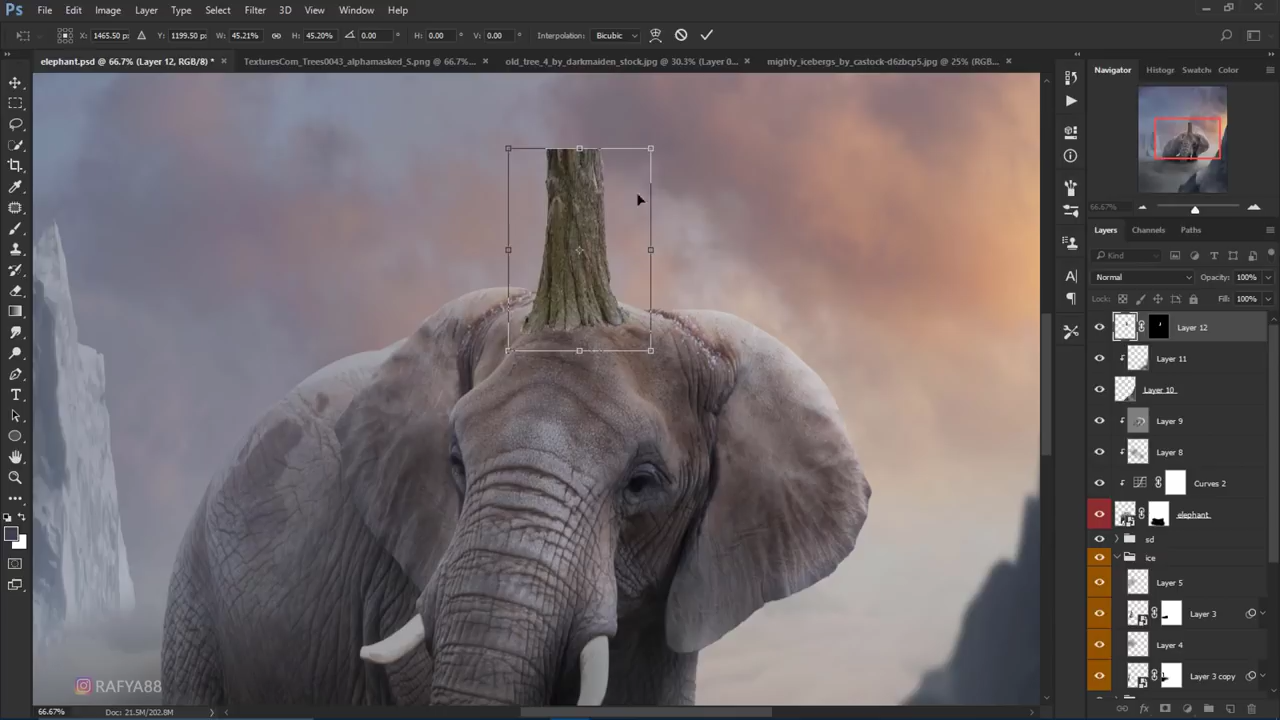 Ps File Edit Image Layer Type Select Filter 3D View Window Help
X: 1465.50 px Y: 1199.50 px W: 45.21% H: 45.20% 0.00 ° H: 0.00 ° V: 0.00 ° Interpolation: Bicubic
elephant.psd @ 66.7% (Layer 12, RGB/8) * × TexturesCom_Trees0043_alphamasked_S.png @ 66.7%... × old_tree_4_by_darkmaiden_stock.jpg @ 30.3% (Layer 0... × mighty_icebergs_by_castock-d6zbcp5.jpg @ 25% (RGB... ×
Navigator Histogr Swatch Color
66.67%
Layers Channels Paths
Kind
Normal Opacity: 100%
Lock: Fill: 100%
Layer 12
Layer 11
Layer 10
Layer 9
Layer 8
Curves 2
elephant
sd
ice
Layer 5
Layer 3
Layer 4
Layer 3 copy
RAFYA88
66.67% Doc: 21.5M/202.8M